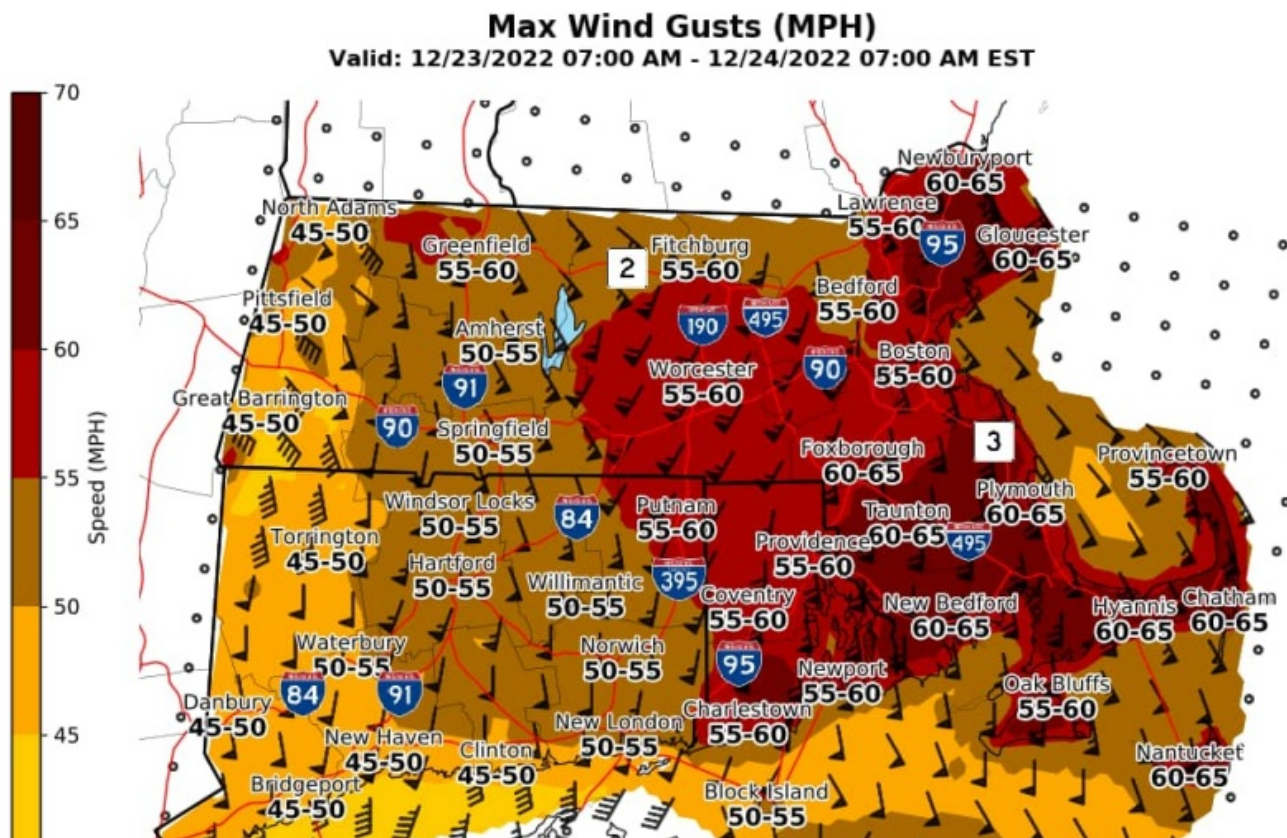 Max Wind Gusts (MPH)
Valid: 12/23/2022 07:00 AM - 12/24/2022 07:00 AM EST
70
65
60
55
50
45
Speed (MPH)
Newburyport
60-65
North Adams
45-50
Lawrence
55-60
Greenfield
55-60
2
Fitchburg
55-60
95
Gloucester
60-65
Pittsfield
45-50
Bedford
55-60
Amherst
50-55
190
495
Boston
55-60
Worcester
55-60
90
91
Great Barrington
45-50
90
Springfield
50-55
Foxborough
60-65
3
Provincetown
55-60
Windsor Locks
50-55
84
Putnam
55-60
Taunton
60-65
Plymouth
60-65
495
Torrington
45-50
Providence
55-60
Hartford
50-55
Willimantic
50-55
395
Coventry
55-60
New Bedford
60-65
Hyannis
60-65
Chatham
60-65
Waterbury
50-55
Norwich
50-55
95
Newport
55-60
Oak Bluffs
55-60
84
91
Danbury
45-50
Charlestown
55-60
New London
50-55
New Haven
45-50
Clinton
45-50
Nantucket
60-65
Bridgeport
45-50
Block Island
50-55